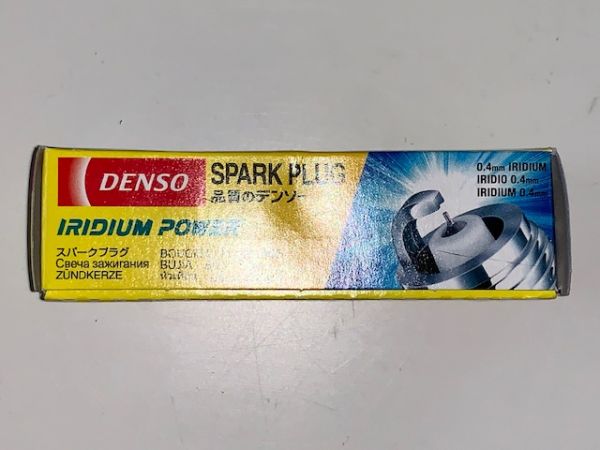 DENSO
SPARK PLUG
品質のデンソー
IRIDIUM POWER
スパークプラグ
Свеча зажигания
ZÜNDKERZE
BUJIA
0.4mm IRIDIUM
IRIDIO 0.4mm
IRIDIUM 0.4mm